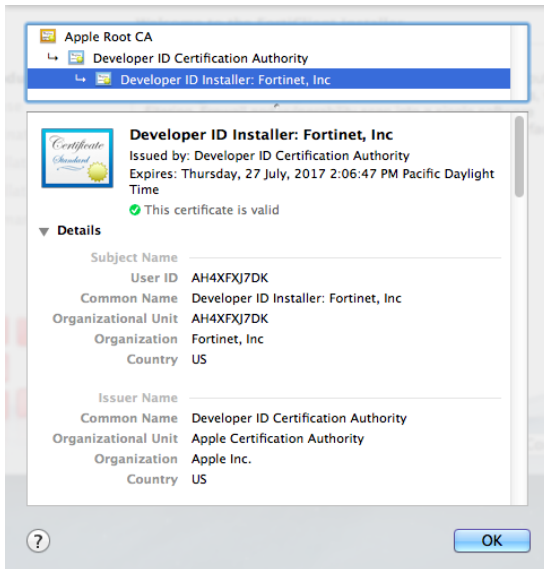 Apple Root CA
Developer ID Certification Authority
Developer ID Installer: Fortinet, Inc
Certificate
Standard
Developer ID Installer: Fortinet, Inc
Issued by: Developer ID Certification Authority
Expires: Thursday, 27 July, 2017 2:06:47 PM Pacific Daylight
Time
This certificate is valid
Details
Subject Name
User ID AH4XFXJ7DK
Common Name Developer ID Installer: Fortinet, Inc
Organizational Unit AH4XFXJ7DK
Organization Fortinet, Inc
Country US
Issuer Name
Common Name Developer ID Certification Authority
Organizational Unit Apple Certification Authority
Organization Apple Inc.
Country US
?
OK